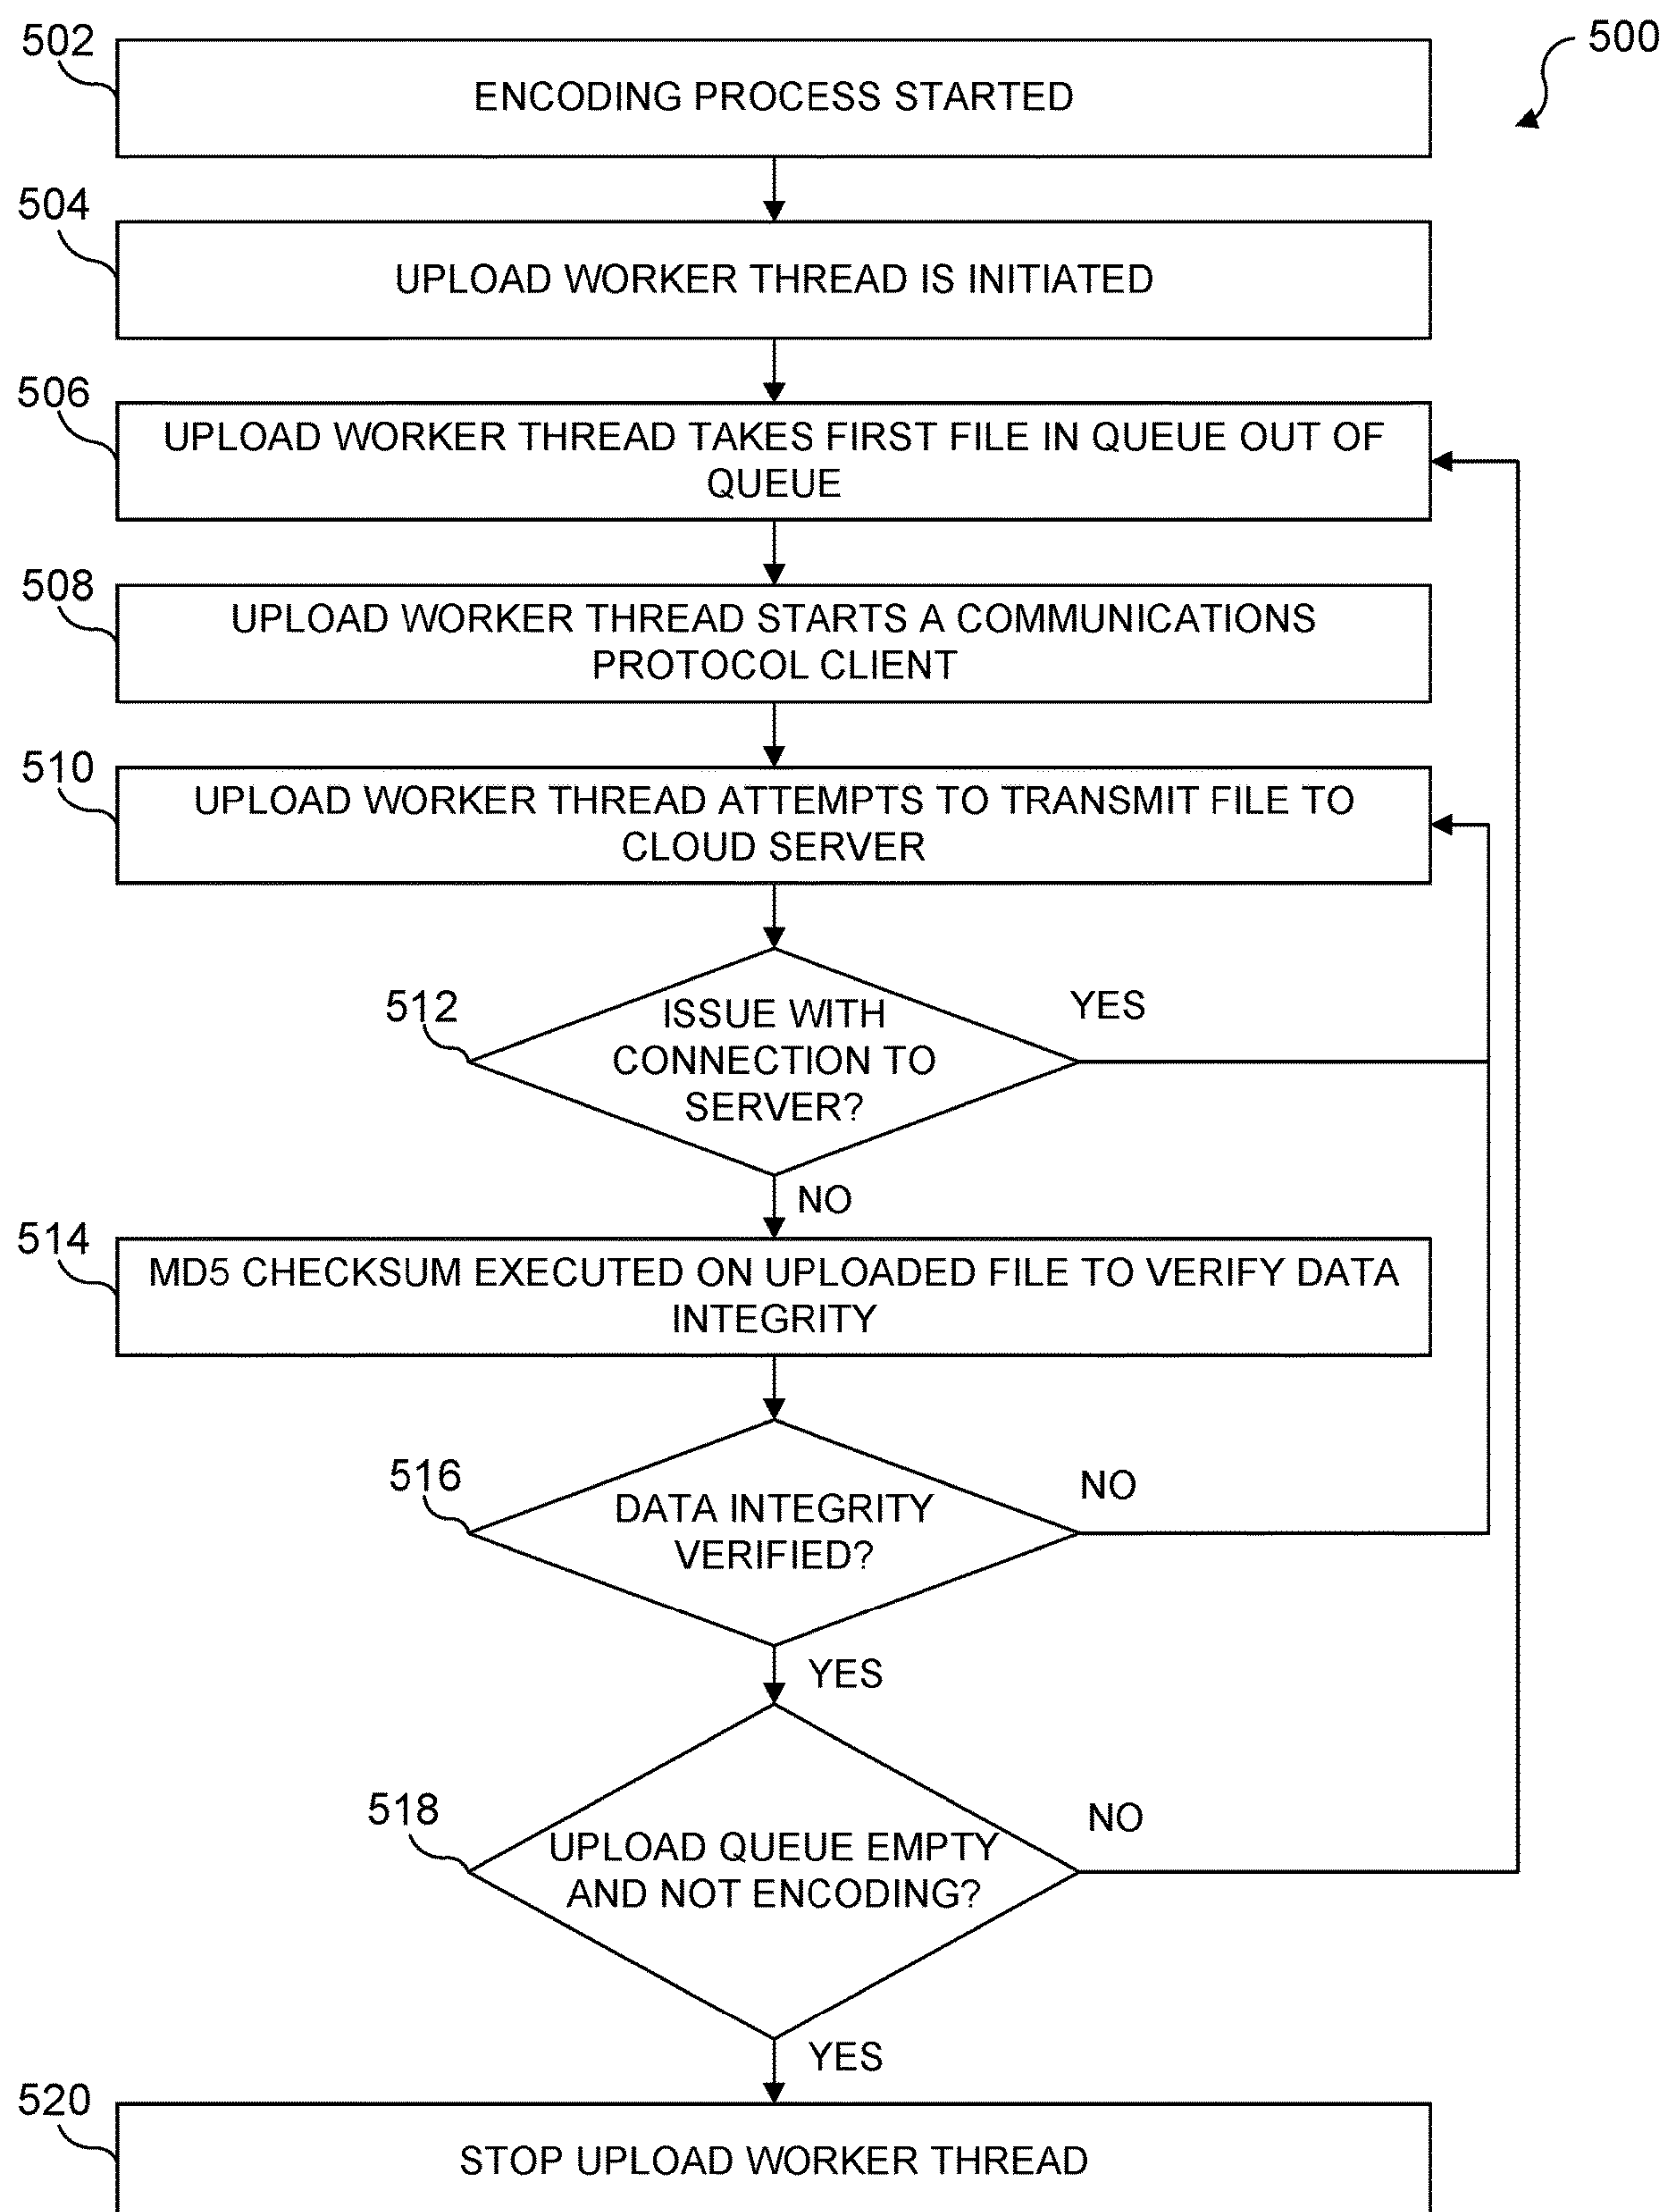 502
500
ENCODING PROCESS STARTED
504
UPLOAD WORKER THREAD IS INITIATED
506
UPLOAD WORKER THREAD TAKES FIRST FILE IN QUEUE OUT OF
QUEUE
508
UPLOAD WORKER THREAD STARTS A COMMUNICATIONS
PROTOCOL CLIENT
510
UPLOAD WORKER THREAD ATTEMPTS TO TRANSMIT FILE TO
CLOUD SERVER
512
ISSUE WITH
CONNECTION TO
SERVER?
YES
NO
514
MD5 CHECKSUM EXECUTED ON UPLOADED FILE TO VERIFY DATA
INTEGRITY
516
DATA INTEGRITY
VERIFIED?
NO
YES
518
UPLOAD QUEUE EMPTY
AND NOT ENCODING?
NO
YES
520
STOP UPLOAD WORKER THREAD